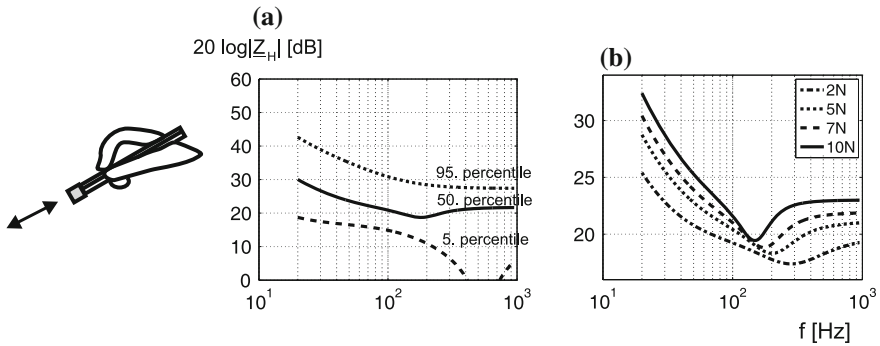 (a)
20 log|Z_H| [dB]
60
50
40
30
20
10
0
10^1
10^2
10^3
95. percentile
50. percentile
5. percentile
(b)
30
25
20
10^1
10^2
10^3
2N
5N
7N
10N
f [Hz]